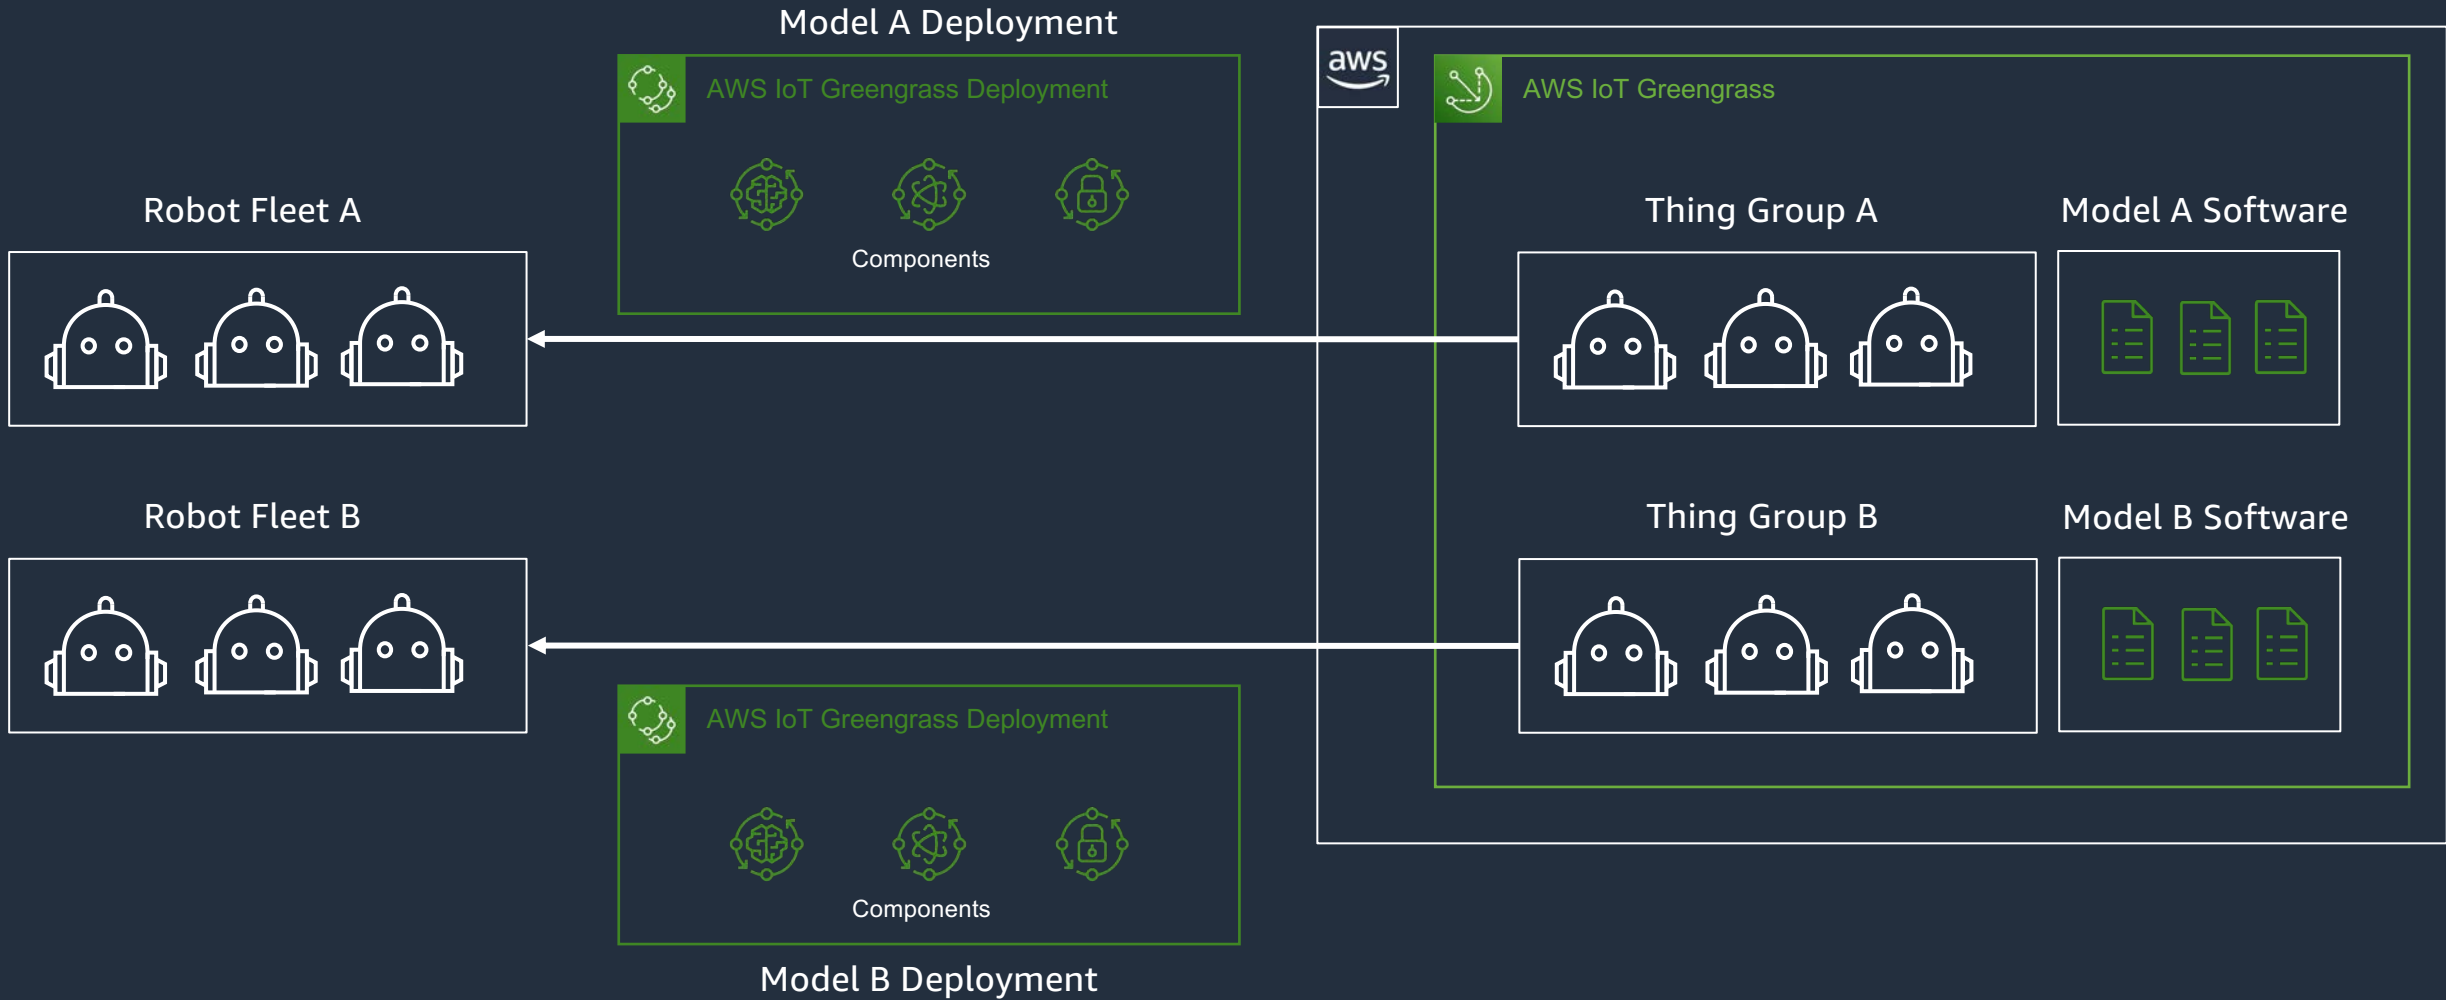 Model A Deployment
AWS IoT Greengrass Deployment
Components
aws
AWS IoT Greengrass
Robot Fleet A
Thing Group A
Model A Software
Robot Fleet B
Thing Group B
Model B Software
AWS IoT Greengrass Deployment
Components
Model B Deployment